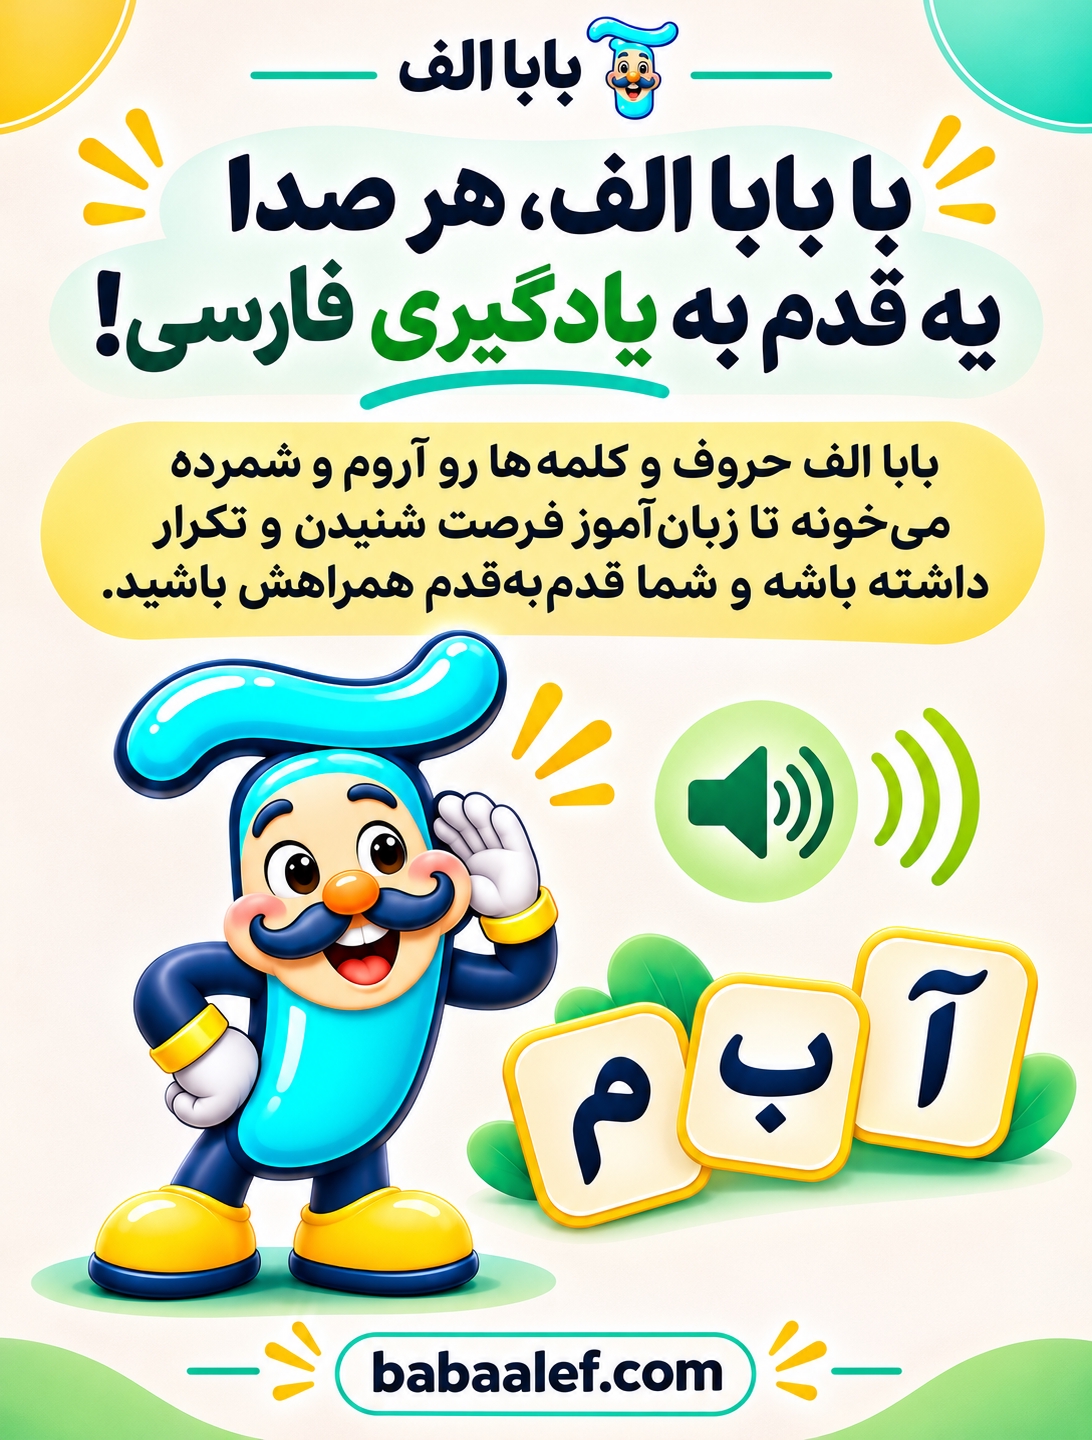 بابا الف
با بابا الف، هر صدا
یه قدم به یادگیری فارسی!
بابا الف حروف و کلمه‌ها رو آروم و شمرده
می‌خونه تا زبان‌آموز فرصت شنیدن و تکرار
داشته باشه و شما قدم‌به‌قدم همراهش باشید.
آ ب م
babaalef.com